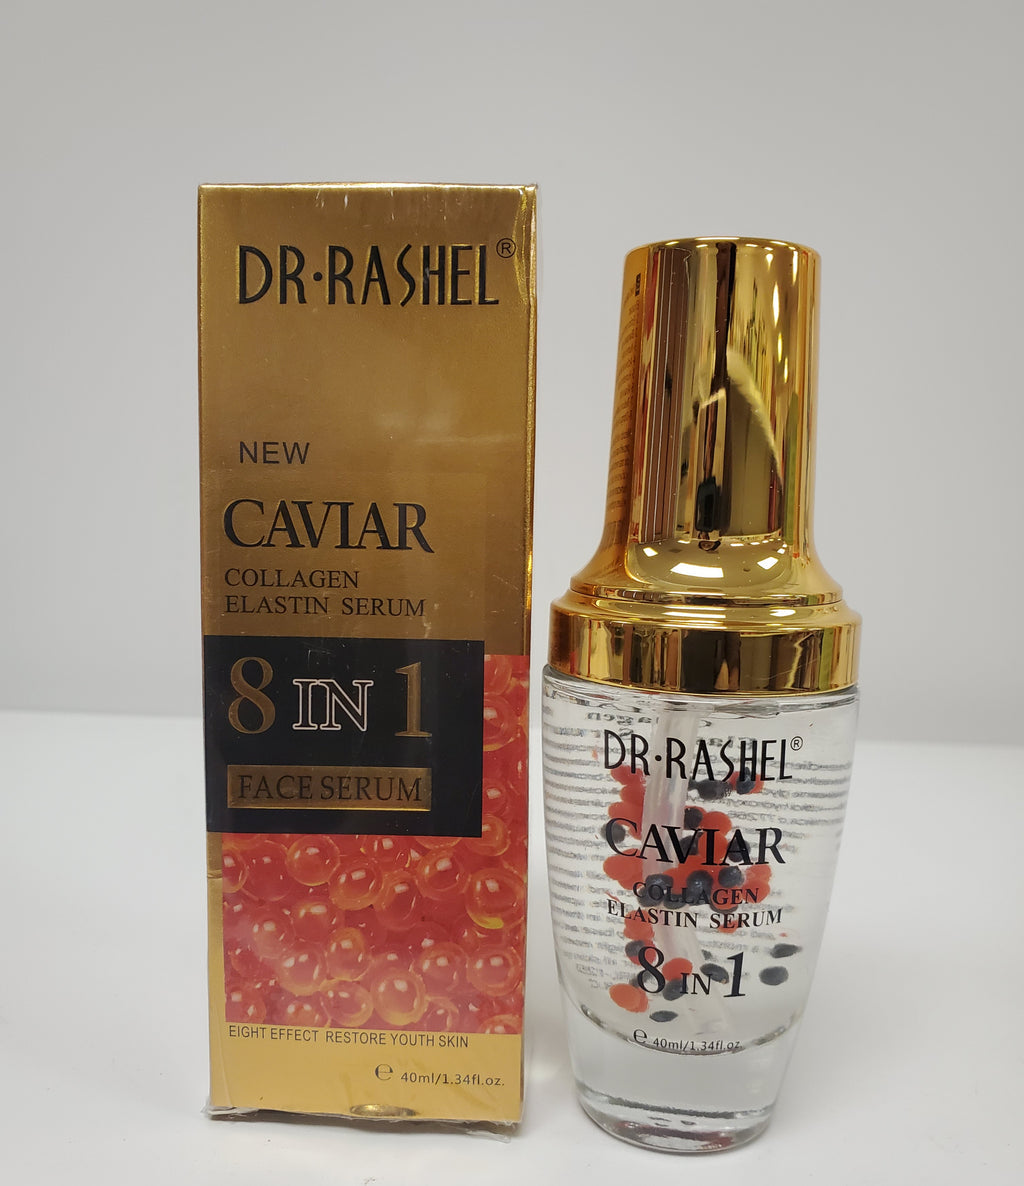 DR·RASHEL®
NEW
CAVIAR
COLLAGEN
ELASTIN SERUM
8 IN 1
FACE SERUM
EIGHT EFFECT RESTORE YOUTH SKIN
℮ 40ml/1.34fl.oz.
DR·RASHEL®
CAVIAR
COLLAGEN
ELASTIN SERUM
8 IN 1
℮ 40ml/1.34fl.oz.